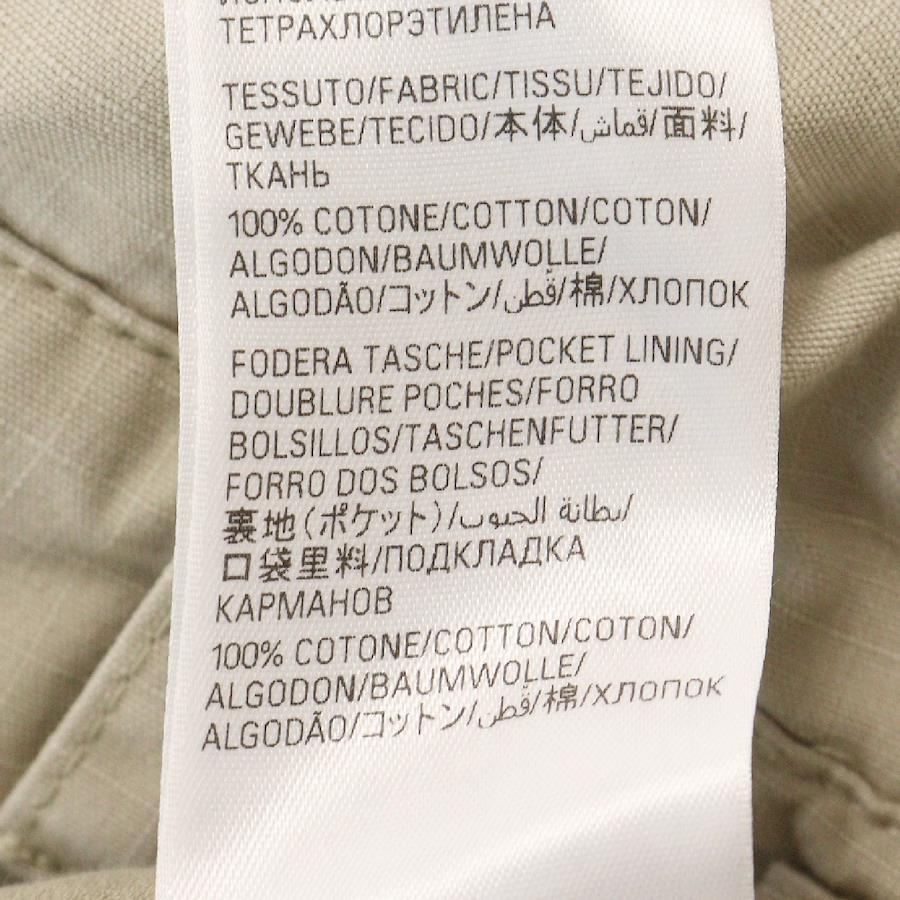 ТЕТРАХЛОРЭТИЛЕНА
TESSUTO/FABRIC/TISSU/TEJIDO/
GEWEBE/TECIDO/本体/قماش/面料/
ТКАНЬ
100% COTONE/COTTON/COTON/
ALGODON/BAUMWOLLE/
ALGODÃO/コットン/قطن/棉/ХЛОПОК
FODERA TASCHE/POCKET LINING/
DOUBLURE POCHES/FORRO
BOLSILLOS/TASCHENFUTTER/
FORRO DOS BOLSOS/
裏地(ポケット)/بطانة الجيوب/
口袋里料/ПОДКЛАДКА
КАРМАНОВ
100% COTONE/COTTON/COTON/
ALGODON/BAUMWOLLE/
ALGODÃO/コットン/قطن/棉/ХЛОПОК